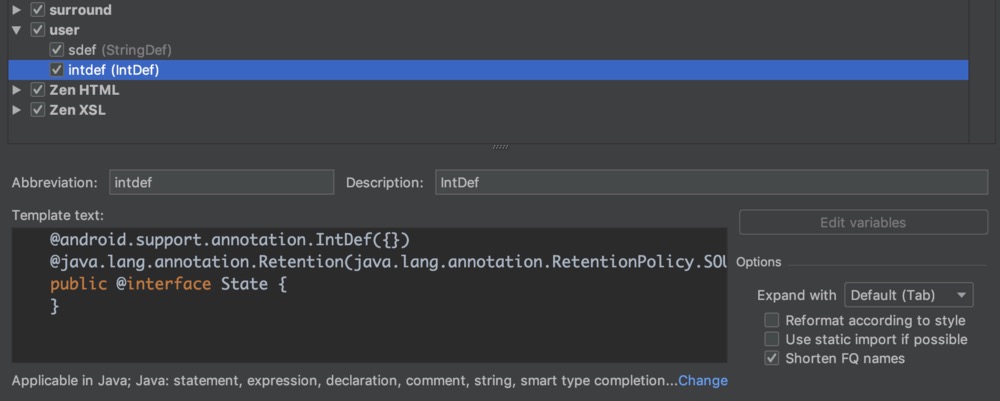 surround
user
sdef (StringDef)
intdef (IntDef)
Zen HTML
Zen XSL
Abbreviation: intdef Description: IntDef
Template text:
Edit variables
@android.support.annotation.IntDef({})
@java.lang.annotation.Retention(java.lang.annotation.RetentionPolicy.SOU
public @interface State {
}
Options
Expand with Default (Tab)
Reformat according to style
Use static import if possible
Shorten FQ names
Applicable in Java; Java: statement, expression, declaration, comment, string, smart type completion...Change